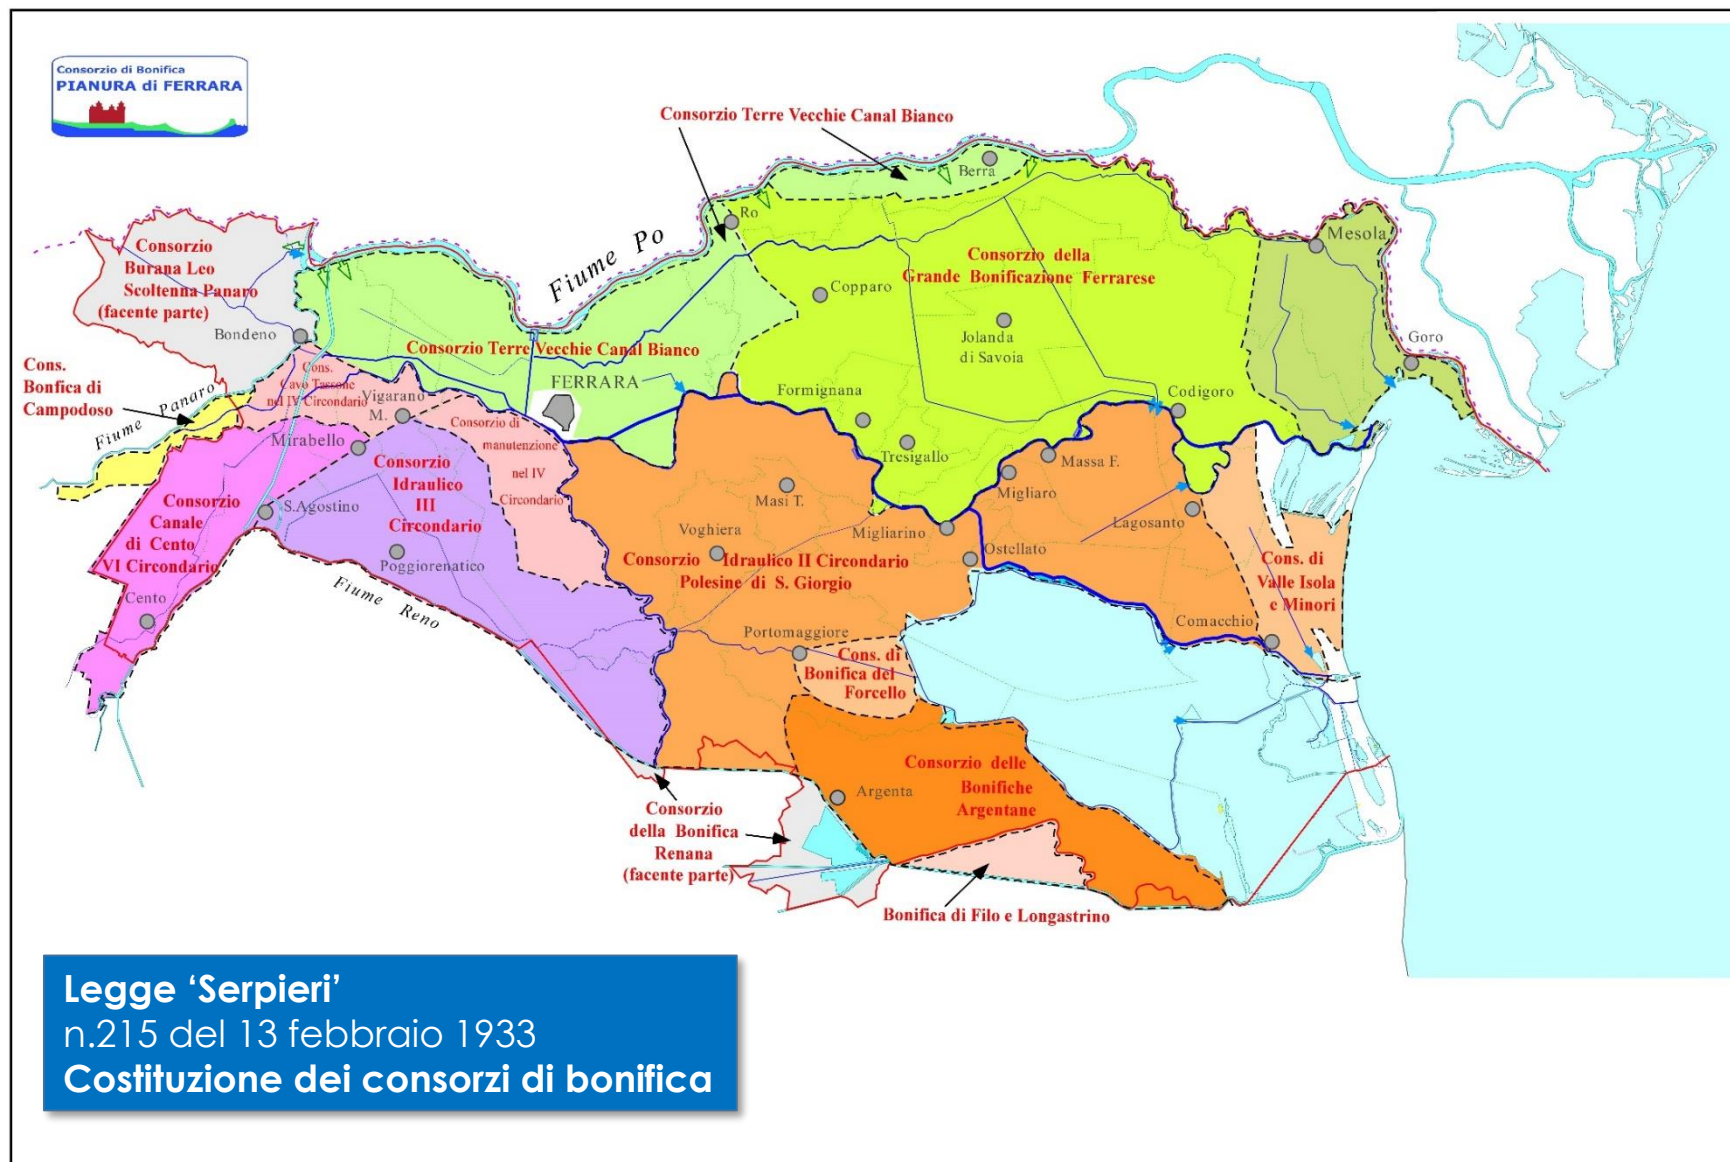 Consorzio di Bonifica
PIANURA di FERRARA
Consorzio Terre Vecchie Canal Bianco
Berra
Ro
Fiume Po
Consorzio
Burana Leo
Scoltenna Panaro
(facente parte)
Bondeno
Consorzio della
Grande Bonificazione Ferrarese
Mesola
Copparo
Jolanda
di Savoia
Goro
Consorzio Terre Vecchie Canal Bianco
FERRARA
Cons.
Bonfica di
Campodoso
Fiume Panaro
Cons.
Cavo Tassone
nel IV Circondario
Vigarano
M.
Mirabello
Consorzio di
manutenzione
nel IV
Circondario
Formignana
Tresigallo
Codigoro
Massa F.
Migliaro
Lagosanto
Consorzio
Idraulico
III
Circondario
Consorzio
Canale
di Cento
VI Circondario
S.Agostino
Poggiorenatico
Cento
Fiume Reno
Masi T.
Voghiera
Migliarino
Ostellato
Consorzio Idraulico II Circondario
Polesine di S. Giorgio
Cons. di
Valle Isola
e Minori
Comacchio
Portomaggiore
Cons. di
Bonifica del
Forcello
Consorzio delle
Bonifiche
Argentane
Argenta
Consorzio
della Bonifica
Renana
(facente parte)
Bonifica di Filo e Longastrino
Legge ‘Serpieri’
n.215 del 13 febbraio 1933
Costituzione dei consorzi di bonifica